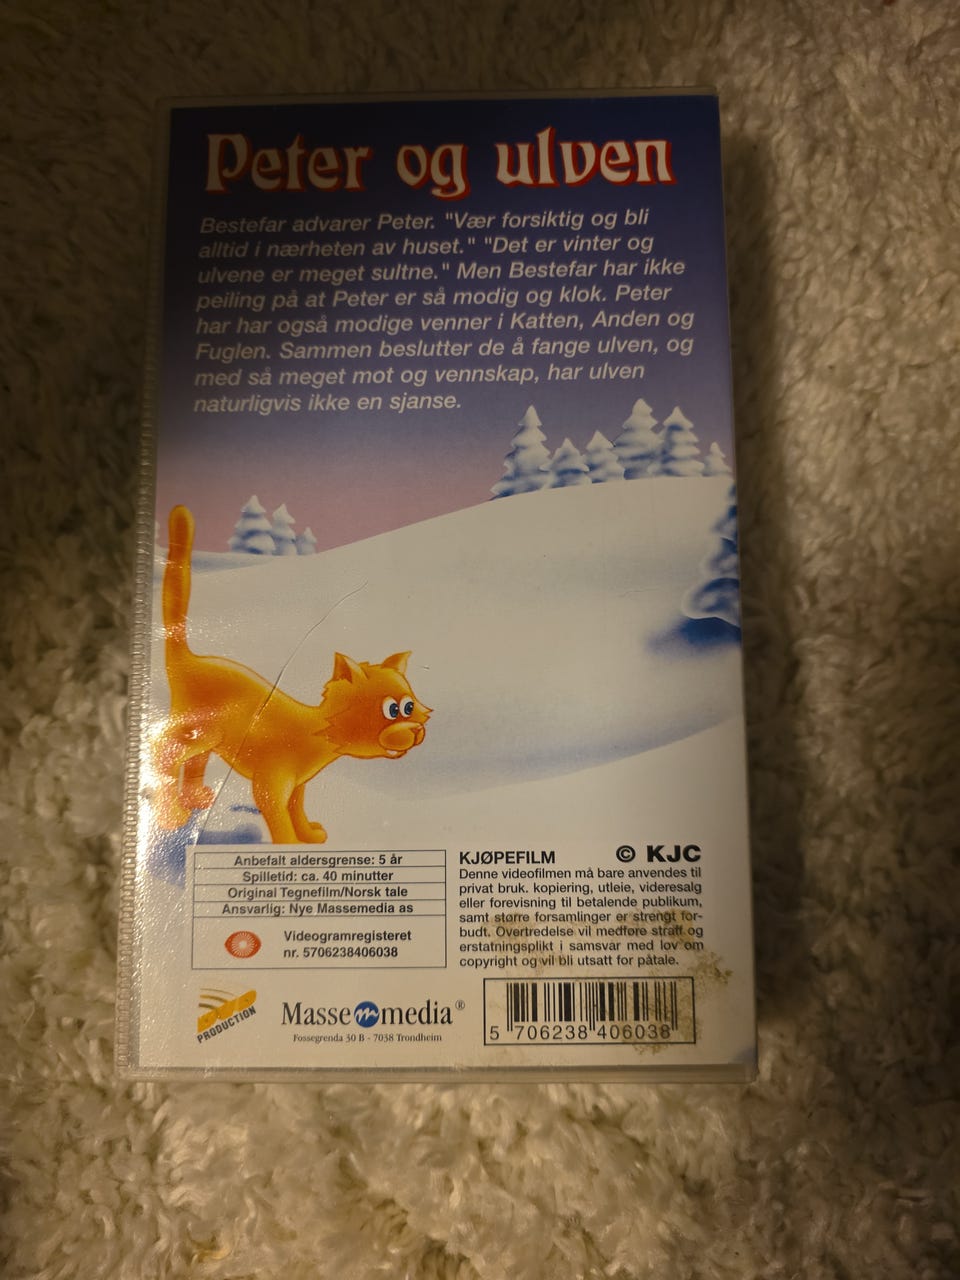 Peter og ulven
Bestefar advarer Peter. "Vær forsiktig og bli
alltid i nærheten av huset." "Det er vinter og
ulvene er meget sultne." Men Bestefar har ikke
peiling på at Peter er så modig og klok. Peter
har har også modige venner i Katten, Anden og
Fuglen. Sammen beslutter de å fange ulven, og
med så meget mot og vennskap, har ulven
naturligvis ikke en sjanse.
Anbefalt aldersgrense: 5 år
Spilletid: ca. 40 minutter
Original Tegnefilm/Norsk tale
Ansvarlig: Nye Massemedia as
Videogramregisteret
nr. 5706238406038
KJØPEFILM © KJC
Denne videofilmen må bare anvendes til
privat bruk. kopiering, utleie, videresalg
eller forevisning til betalende publikum,
samt større forsamlinger er strengt for-
budt. Overtredelse vil medføre straff og
erstatningsplikt i samsvar med lov om
copyright og vil bli utsatt for påtale.
PRODUCTION
Masse m media ®
Fossegrenda 30 B - 7038 Trondheim
5 706238 406038